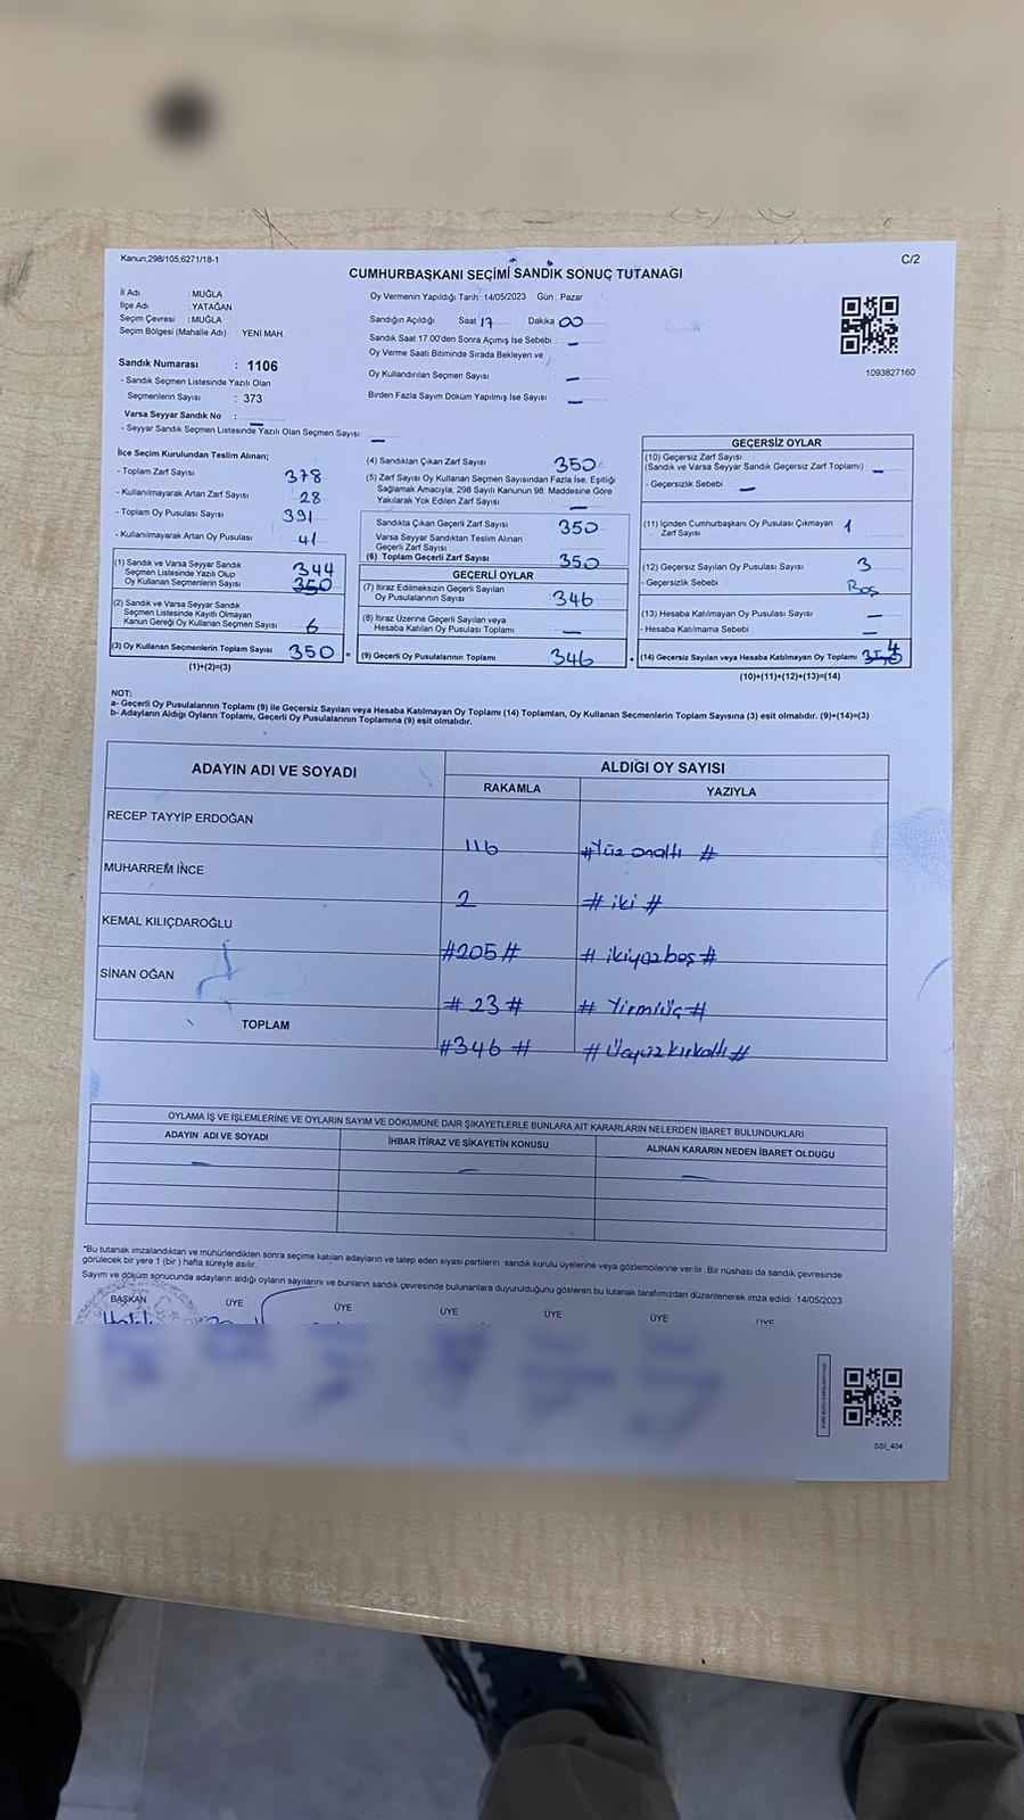 Kanun;298/105,6271/18-1
C/2
CUMHURBAŞKANI SEÇİMİ SANDIK SONUÇ TUTANAĞI
İl Adı : MUĞLA
İlçe Adı : YATAĞAN
Seçim Çevresi : MUĞLA
Seçim Bölgesi (Mahalle Adı) : YENİ MAH
Sandık Numarası : 1106
- Sandık Seçmen Listesinde Yazılı Olan
Seçmenlerin Sayısı : 373
Varsa Seyyar Sandık No : —
- Seyyar Sandık Seçmen Listesinde Yazılı Olan Seçmen Sayısı : —
Oy Vermenin Yapıldığı Tarih: 14/05/2023 Gün : Pazar
Sandığın Açıldığı Saat 17 Dakika 00
Sandık Saat 17.00'den Sonra Açımış İse Sebebi : —
Oy Verme Saati Bitiminde Sırada Bekleyen ve
Oy Kullandırılan Seçmen Sayısı —
Birden Fazla Sayım Döküm Yapılmış İse Sayısı —
1093827160
İlçe Seçim Kurulundan Teslim Alınan;
- Toplam Zarf Sayısı 378
- Kullanılmayarak Artan Zarf Sayısı 28
- Toplam Oy Pusulası Sayısı 391
- Kullanılmayarak Artan Oy Pusulası 41
(1) Sandık ve Varsa Seyyar Sandık
Seçmen Listesinde Yazılı Olup
Oy Kullanan Seçmenlerin Sayısı 344 350
(2) Sandık ve Varsa Seyyar Sandık
Seçmen Listesinde Kayıtlı Olmayan
Kanun Gereği Oy Kullanan Seçmen Sayısı 6
(3) Oy Kullanan Seçmenlerin Toplam Sayısı 350
(1)+(2)=(3)
(4) Sandıktan Çıkan Zarf Sayısı 350
(5) Zarf Sayısı Oy Kullanan Seçmen Sayısından Fazla İse, Eşitliği
Sağlamak Amacıyla, 298 Sayılı Kanunun 98. Maddesine Göre
Yakılarak Yok Edilen Zarf Sayısı —
Sandıkta Çıkan Geçerli Zarf Sayısı 350
Varsa Seyyar Sandıktan Teslim Alınan
Geçerli Zarf Sayısı
(6) Toplam Geçerli Zarf Sayısı 350
GEÇERLİ OYLAR
(7) İtiraz Edilmeksizin Geçerli Sayılan
Oy Pusulalarının Sayısı 346
(8) İtiraz Üzerine Geçerli Sayılan veya
Hesaba Katılan Oy Pusulası Toplamı —
(9) Geçerli Oy Pusulalarının Toplamı 346
GEÇERSİZ OYLAR
(10) Geçersiz Zarf Sayısı
(Sandık ve Varsa Seyyar Sandık Geçersiz Zarf Toplamı) —
- Geçersizlik Sebebi —
(11) İçinden Cumhurbaşkanı Oy Pusulası Çıkmayan
Zarf Sayısı 1
(12) Geçersiz Sayılan Oy Pusulası Sayısı 3
- Geçersizlik Sebebi Boş
(13) Hesaba Katılmayan Oy Pusulası Sayısı —
- Hesaba Katılmama Sebebi —
(14) Geçersiz Sayılan veya Hesaba Katılmayan Oy Toplamı 4
(10)+(11)+(12)+(13)=(14)
NOT:
a- Geçerli Oy Pusulalarının Toplamı (9) ile Geçersiz Sayılan veya Hesaba Katılmayan Oy Toplamı (14) Toplamları, Oy Kullanan Seçmenlerin Toplam Sayısına (3) eşit olmalıdır. (9)+(14)=(3)
b- Adayların Aldığı Oyların Toplamı, Geçerli Oy Pusulalarının Toplamına (9) eşit olmalıdır.
ADAYIN ADI VE SOYADI
ALDIĞI OY SAYISI
RAKAMLA YAZIYLA
RECEP TAYYİP ERDOĞAN 116 #Yüz onaltı #
MUHARREM İNCE 2 # iki #
KEMAL KILIÇDAROĞLU #205# # ikiyüzbeş #
SİNAN OĞAN # 23 # # Yirmiüç #
TOPLAM #346 # # Üçyüzkırkaltı #
OYLAMA İŞ VE İŞLEMLERİNE VE OYLARIN SAYIM VE DÖKÜMÜNE DAİR ŞİKAYETLERLE BUNLARA AİT KARARLARIN NELERDEN İBARET BULUNDUKLARI
ADAYIN ADI VE SOYADI İHBAR İTİRAZ VE ŞİKAYETİN KONUSU ALINAN KARARIN NEDEN İBARET OLDUĞU
— — —
*Bu tutanak imzalandıktan ve mühürlendikten sonra seçime katılan adayların ve talep eden siyasi partilerin sandık kurulu üyelerine veya gözlemcilerine verilir. Bir nüshası da sandık çevresinde
görülecek bir yere 1 (bir) hafta süreyle asılır.
Sayım ve döküm sonucunda adayların aldığı oyların sayılarını ve bunların sandık çevresinde bulunanlara duyurulduğunu gösteren bu tutanak tarafımızdan düzenlenerek imza edildi. 14/05/2023
BAŞKAN ÜYE ÜYE ÜYE ÜYE ÜYE ÜYE
SSI_404